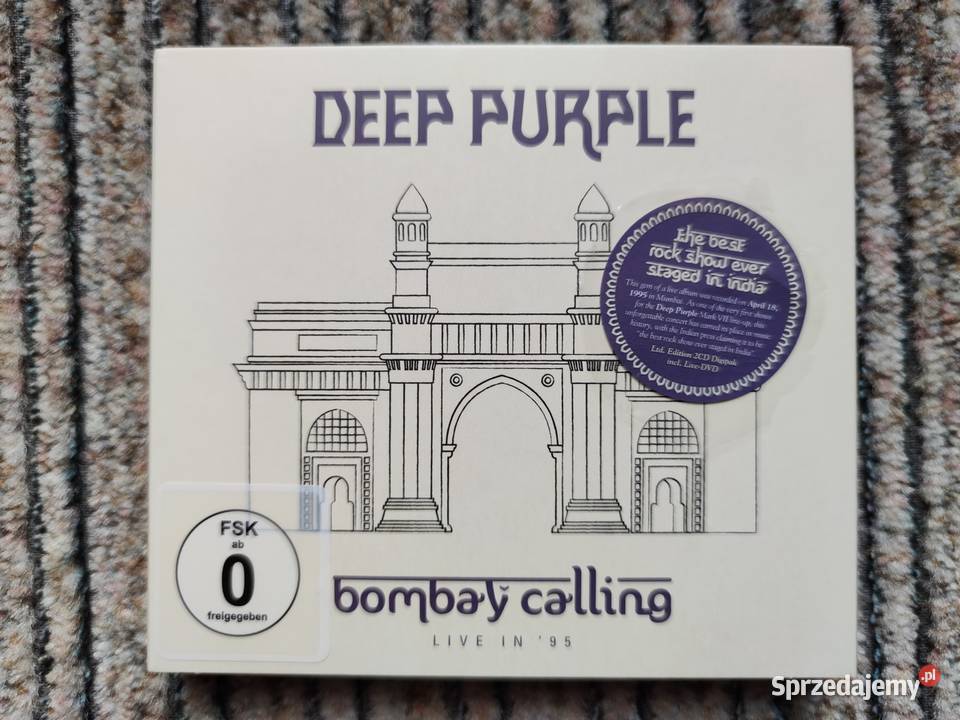 DEEP PURPLE
the best
rock show ever
staged in india
This gem of a live album was recorded on April 18,
1995 in Mumbai. As one of the very first shows
for the Deep Purple Mark VII line-up, this
unforgettable concert has earned its place in music
history, with the Indian press claiming it to be
"the best rock show ever staged in India".
Ltd. Edition 2CD Digipak
incl. Live-DVD
FSK
ab
0
freigegeben
bombay calling
LIVE IN '95
Sprzedajemy.pl